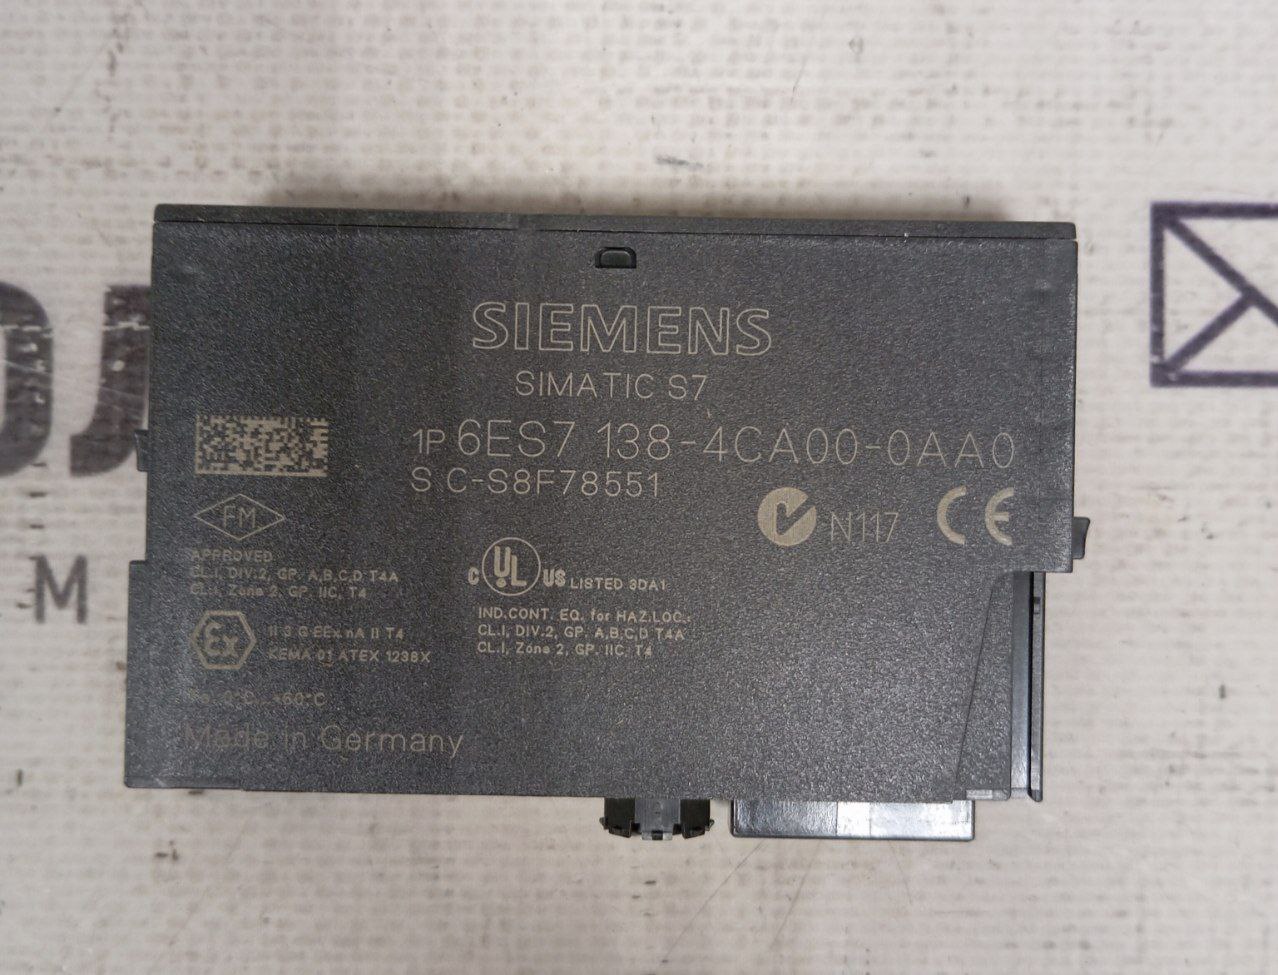 SIEMENS
SIMATIC S7
1P 6ES7 138-4CA00-0AA0
S C-S8F78551
FM
N117
CE
APPROVED
CL.I, DIV.2, GP. A,B,C,D T4A
CL.I, Zone 2, GP. IIC, T4
C UL US LISTED 3DA1
IND.CONT. EQ. for HAZ.LOC.:
CL.I, DIV.2, GP. A,B,C,D T4A
CL.I, Zone 2, GP. IIC, T4
Ex
II 3 G EEx nA II T4
KEMA 01 ATEX 1238X
60°C
Made in Germany
M